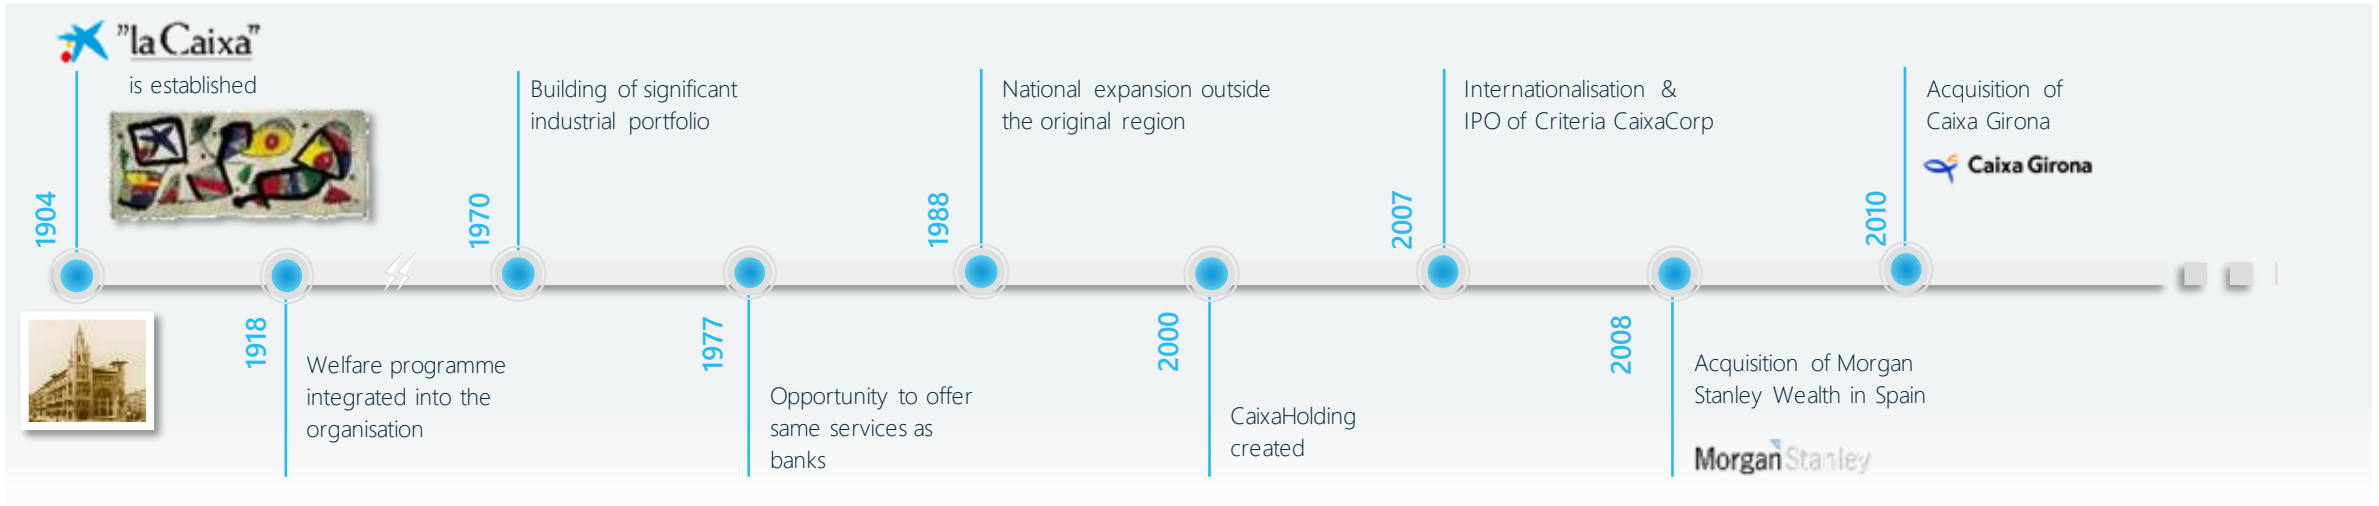 "la Caixa"
is established
1904
1918
Welfare programme
integrated into the
organisation
1970
Building of significant
industrial portfolio
1977
Opportunity to offer
same services as
banks
1988
National expansion outside
the original region
2000
CaixaHolding
created
2007
Internationalisation &
IPO of Criteria CaixaCorp
2008
Acquisition of Morgan
Stanley Wealth in Spain
Morgan Stanley
2010
Acquisition of
Caixa Girona
Caixa Girona